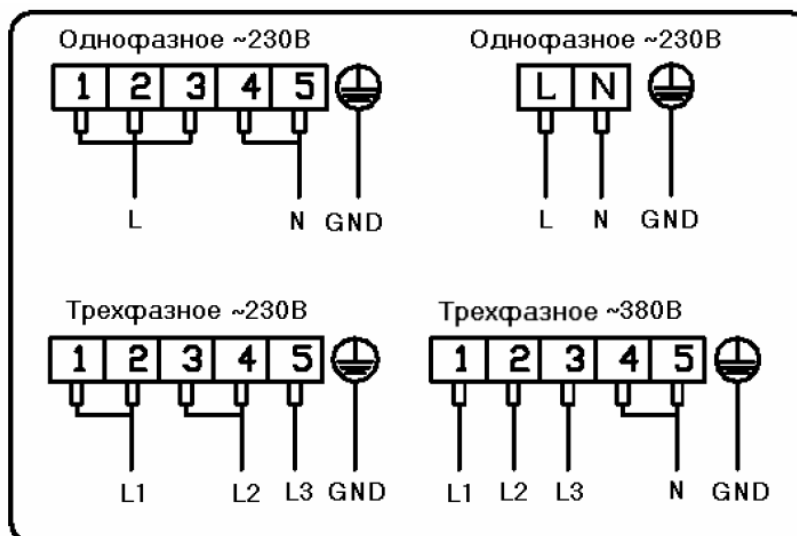 Однофазное ~230В
1 2 3 4 5
L N GND
Однофазное ~230В
L N
L N GND
Трехфазное ~230В
1 2 3 4 5
L1 L2 L3 GND
Трехфазное ~380В
1 2 3 4 5
L1 L2 L3 N GND